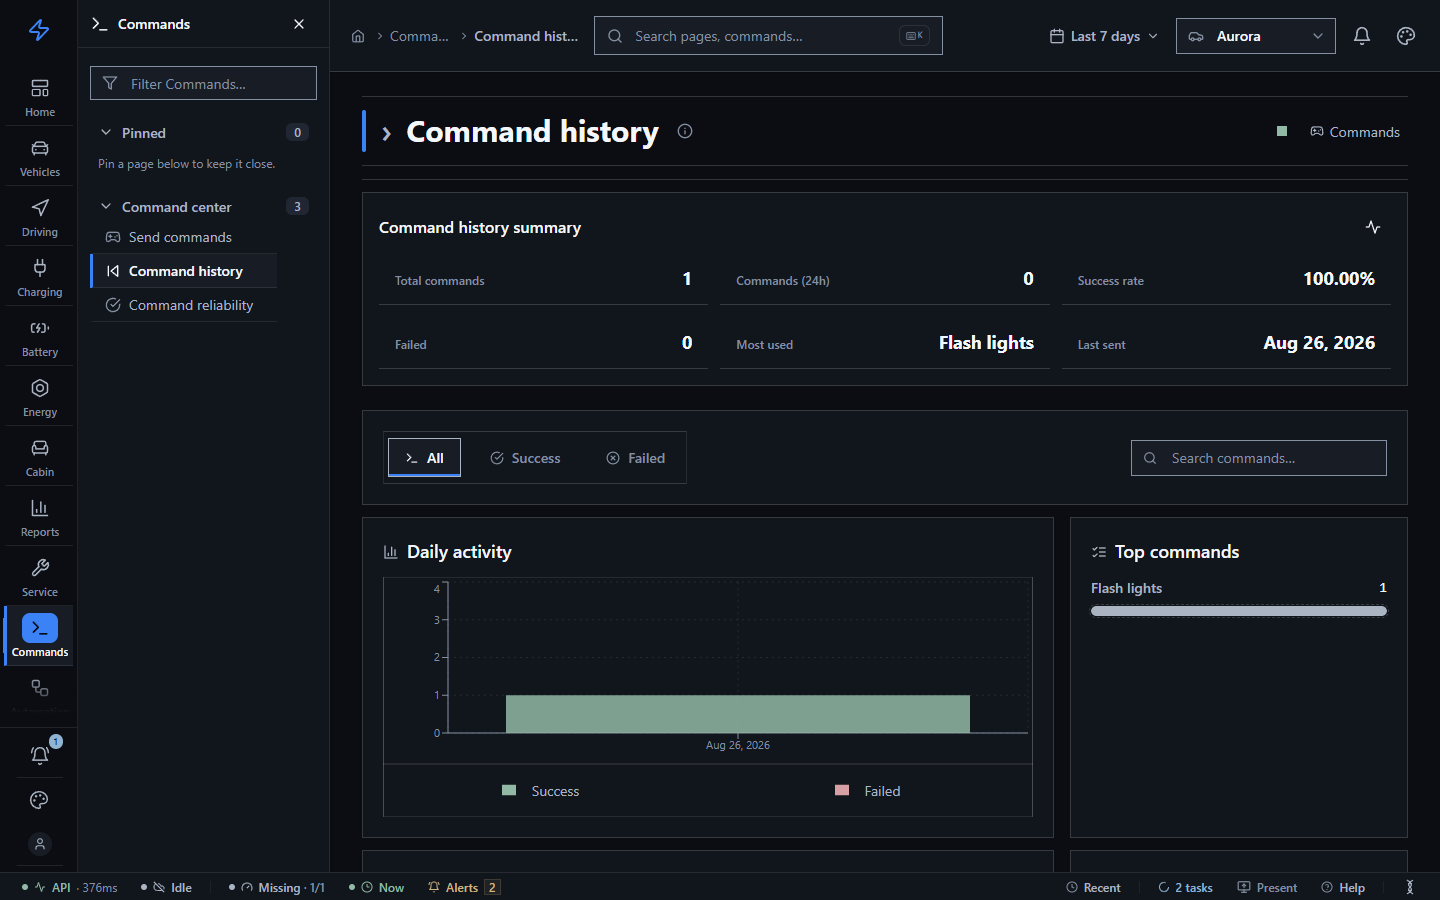 Commands
Comma...
Command hist...
Search pages, commands...
K
Last 7 days
Aurora
Home
Vehicles
Driving
Charging
Battery
Energy
Cabin
Reports
Service
Commands
1
Filter Commands...
Pinned
0
Pin a page below to keep it close.
Command center
3
Send commands
Command history
Command reliability
Command history
Commands
Command history summary
Total commands
1
Commands (24h)
0
Success rate
100.00%
Failed
0
Most used
Flash lights
Last sent
Aug 26, 2026
All
Success
Failed
Search commands...
Daily activity
4
3
2
1
0
Aug 26, 2026
Success
Failed
Top commands
Flash lights
1
API · 376ms
Idle
Missing · 1/1
Now
Alerts 2
Recent
2 tasks
Present
Help